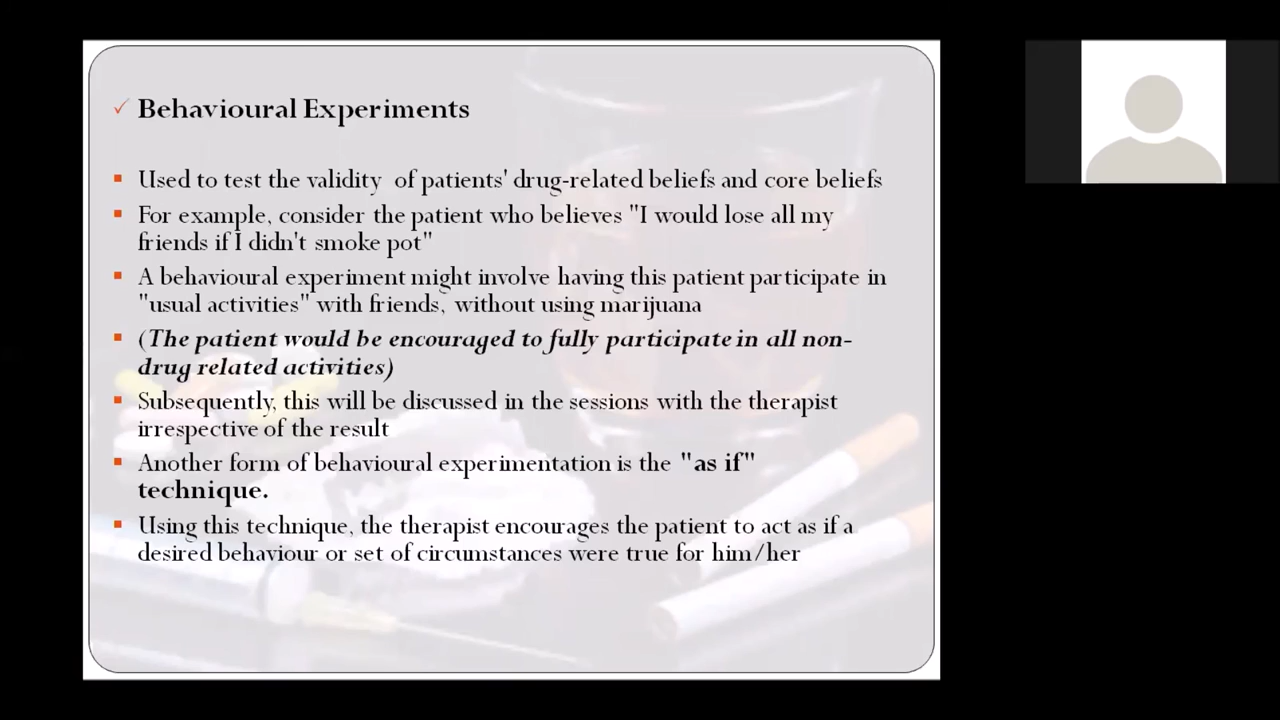 ✓ Behavioural Experiments
▪ Used to test the validity of patients' drug-related beliefs and core beliefs
▪ For example, consider the patient who believes "I would lose all my
friends if I didn't smoke pot"
▪ A behavioural experiment might involve having this patient participate in
"usual activities" with friends, without using marijuana
▪ (The patient would be encouraged to fully participate in all non-
drug related activities)
▪ Subsequently, this will be discussed in the sessions with the therapist
irrespective of the result
▪ Another form of behavioural experimentation is the "as if"
technique.
▪ Using this technique, the therapist encourages the patient to act as if a
desired behaviour or set of circumstances were true for him/her